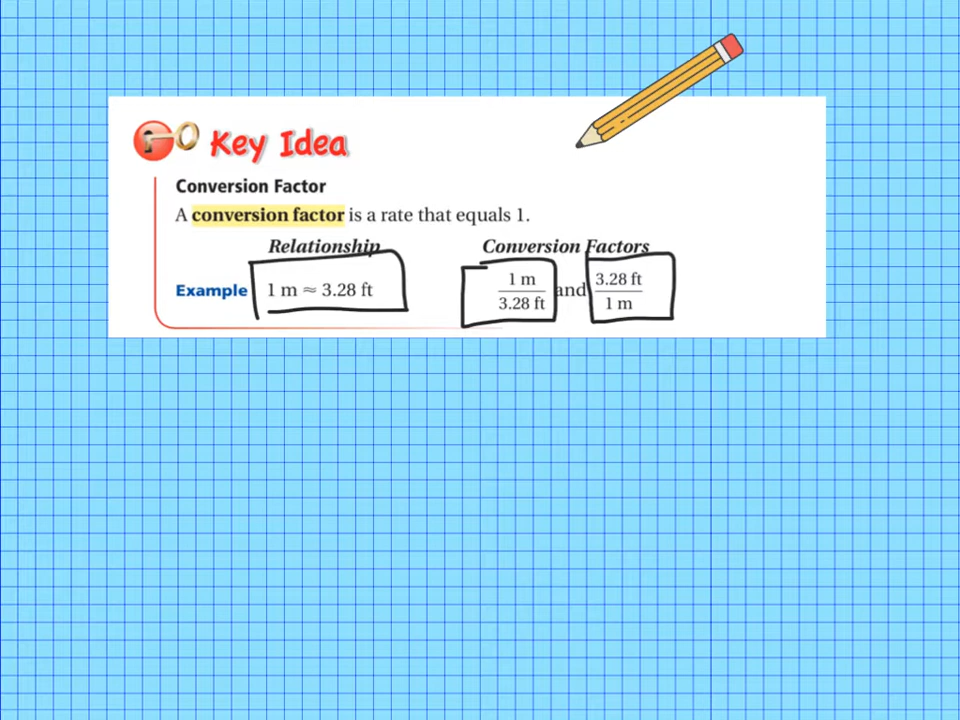 Key Idea
Conversion Factor
A conversion factor is a rate that equals 1.
Relationship Conversion Factors
Example 1 m ≈ 3.28 ft 1 m/3.28 ft and 3.28 ft/1 m